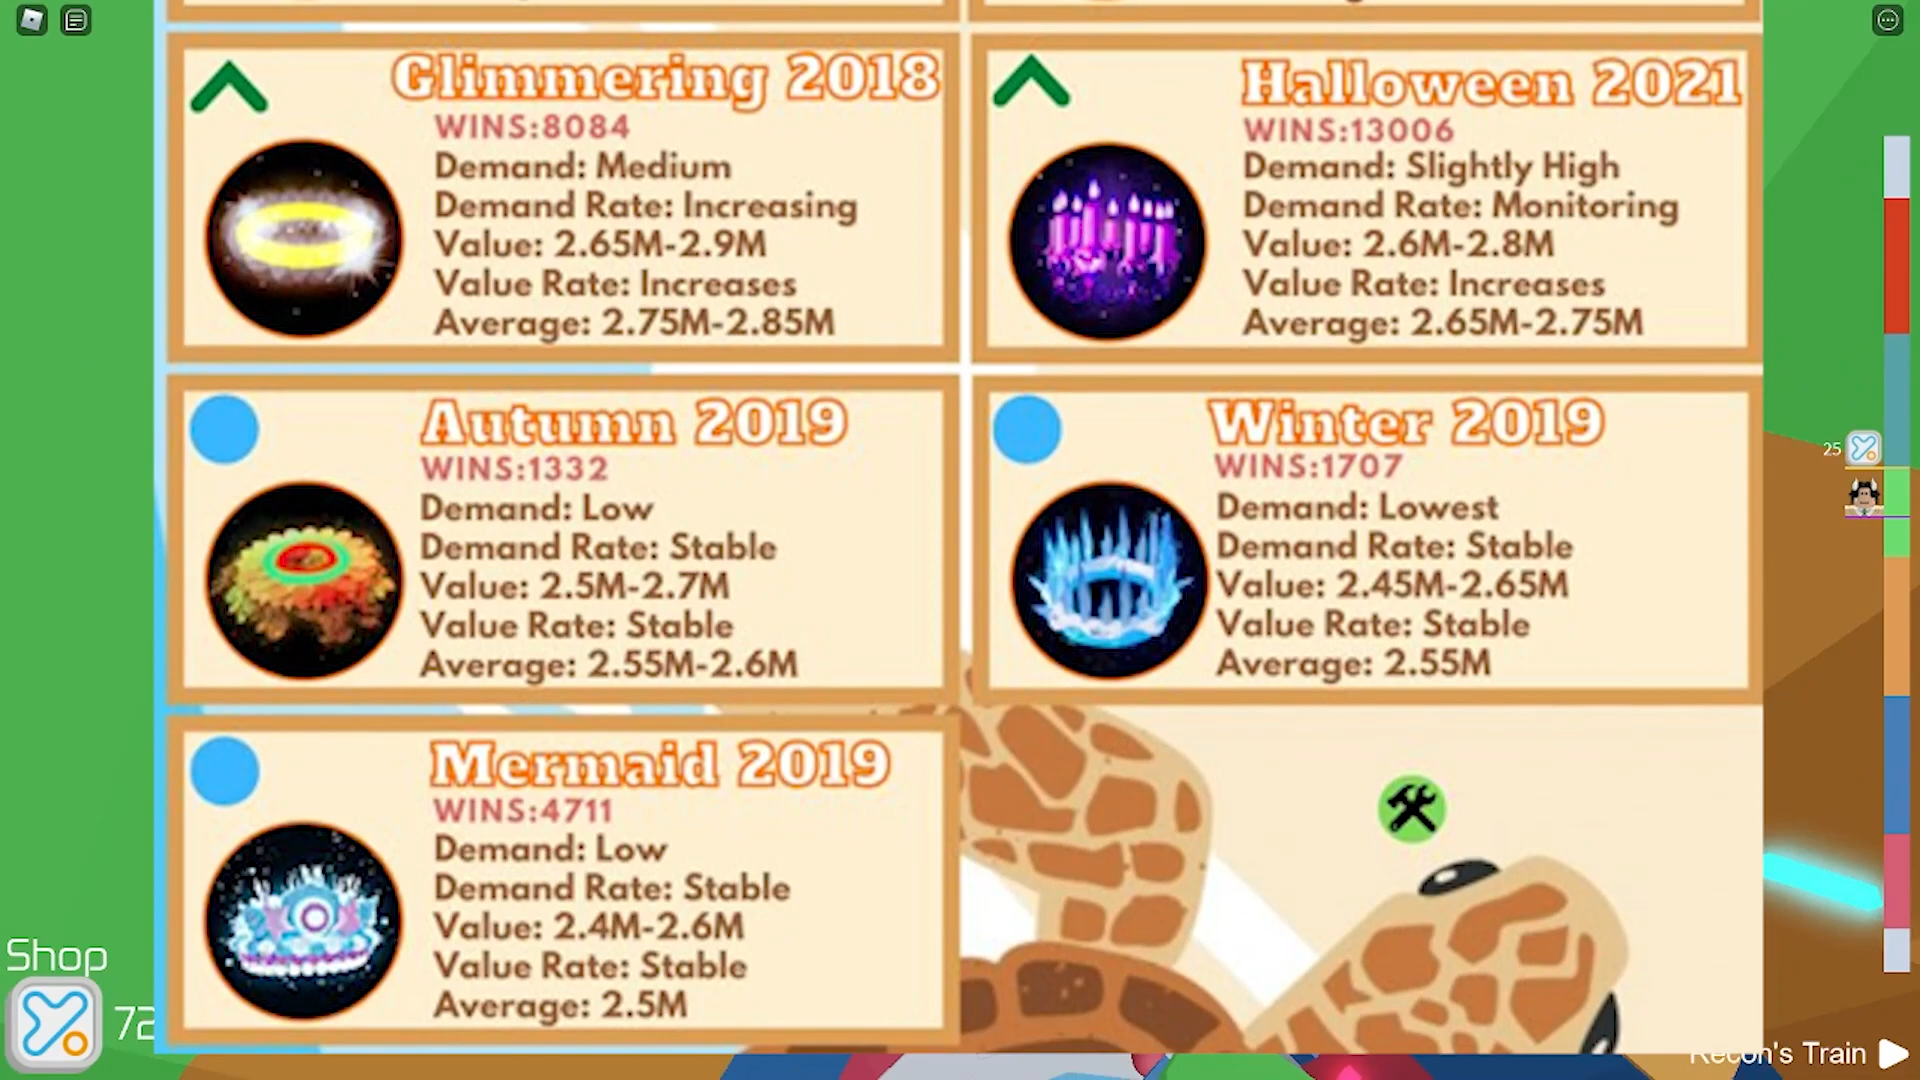 Glimmering 2018
WINS:8084
Demand: Medium
Demand Rate: Increasing
Value: 2.65M-2.9M
Value Rate: Increases
Average: 2.75M-2.85M
Halloween 2021
WINS:13006
Demand: Slightly High
Demand Rate: Monitoring
Value: 2.6M-2.8M
Value Rate: Increases
Average: 2.65M-2.75M
Autumn 2019
WINS:1332
Demand: Low
Demand Rate: Stable
Value: 2.5M-2.7M
Value Rate: Stable
Average: 2.55M-2.6M
Winter 2019
WINS:1707
Demand: Lowest
Demand Rate: Stable
Value: 2.45M-2.65M
Value Rate: Stable
Average: 2.55M
Mermaid 2019
WINS:4711
Demand: Low
Demand Rate: Stable
Value: 2.4M-2.6M
Value Rate: Stable
Average: 2.5M
25
Shop
72
Recon's Train